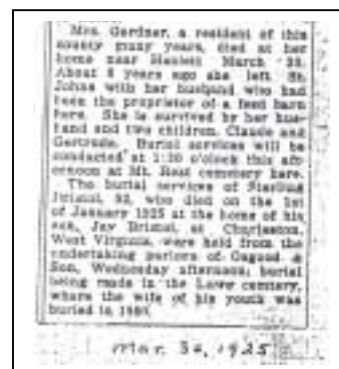 Mrs. Gardner, a resident of this
county many years, died at her
home near Haslett March 28.
About 8 years ago she left St.
Johns with her husband who had
been the proprietor of a feed barn
here. She is survived by her hus-
band and two children, Claude and
Gertrude. Burial services will be
conducted at 1:30 o'clock this aft-
ernoon at Mt. Rest cemetery here.
The burial services of Sterling
Bristol, 82, who died on the 1st
of January 1925 at the home of his
son, Jay Bristol, at Charleston,
West Virginia, were held from the
undertaking parlors of Osgood &
Son, Wednesday afternoon; burial
being made in the Lowe cemetery,
where the wife of his youth was
buried in
Mar. 30, 1925